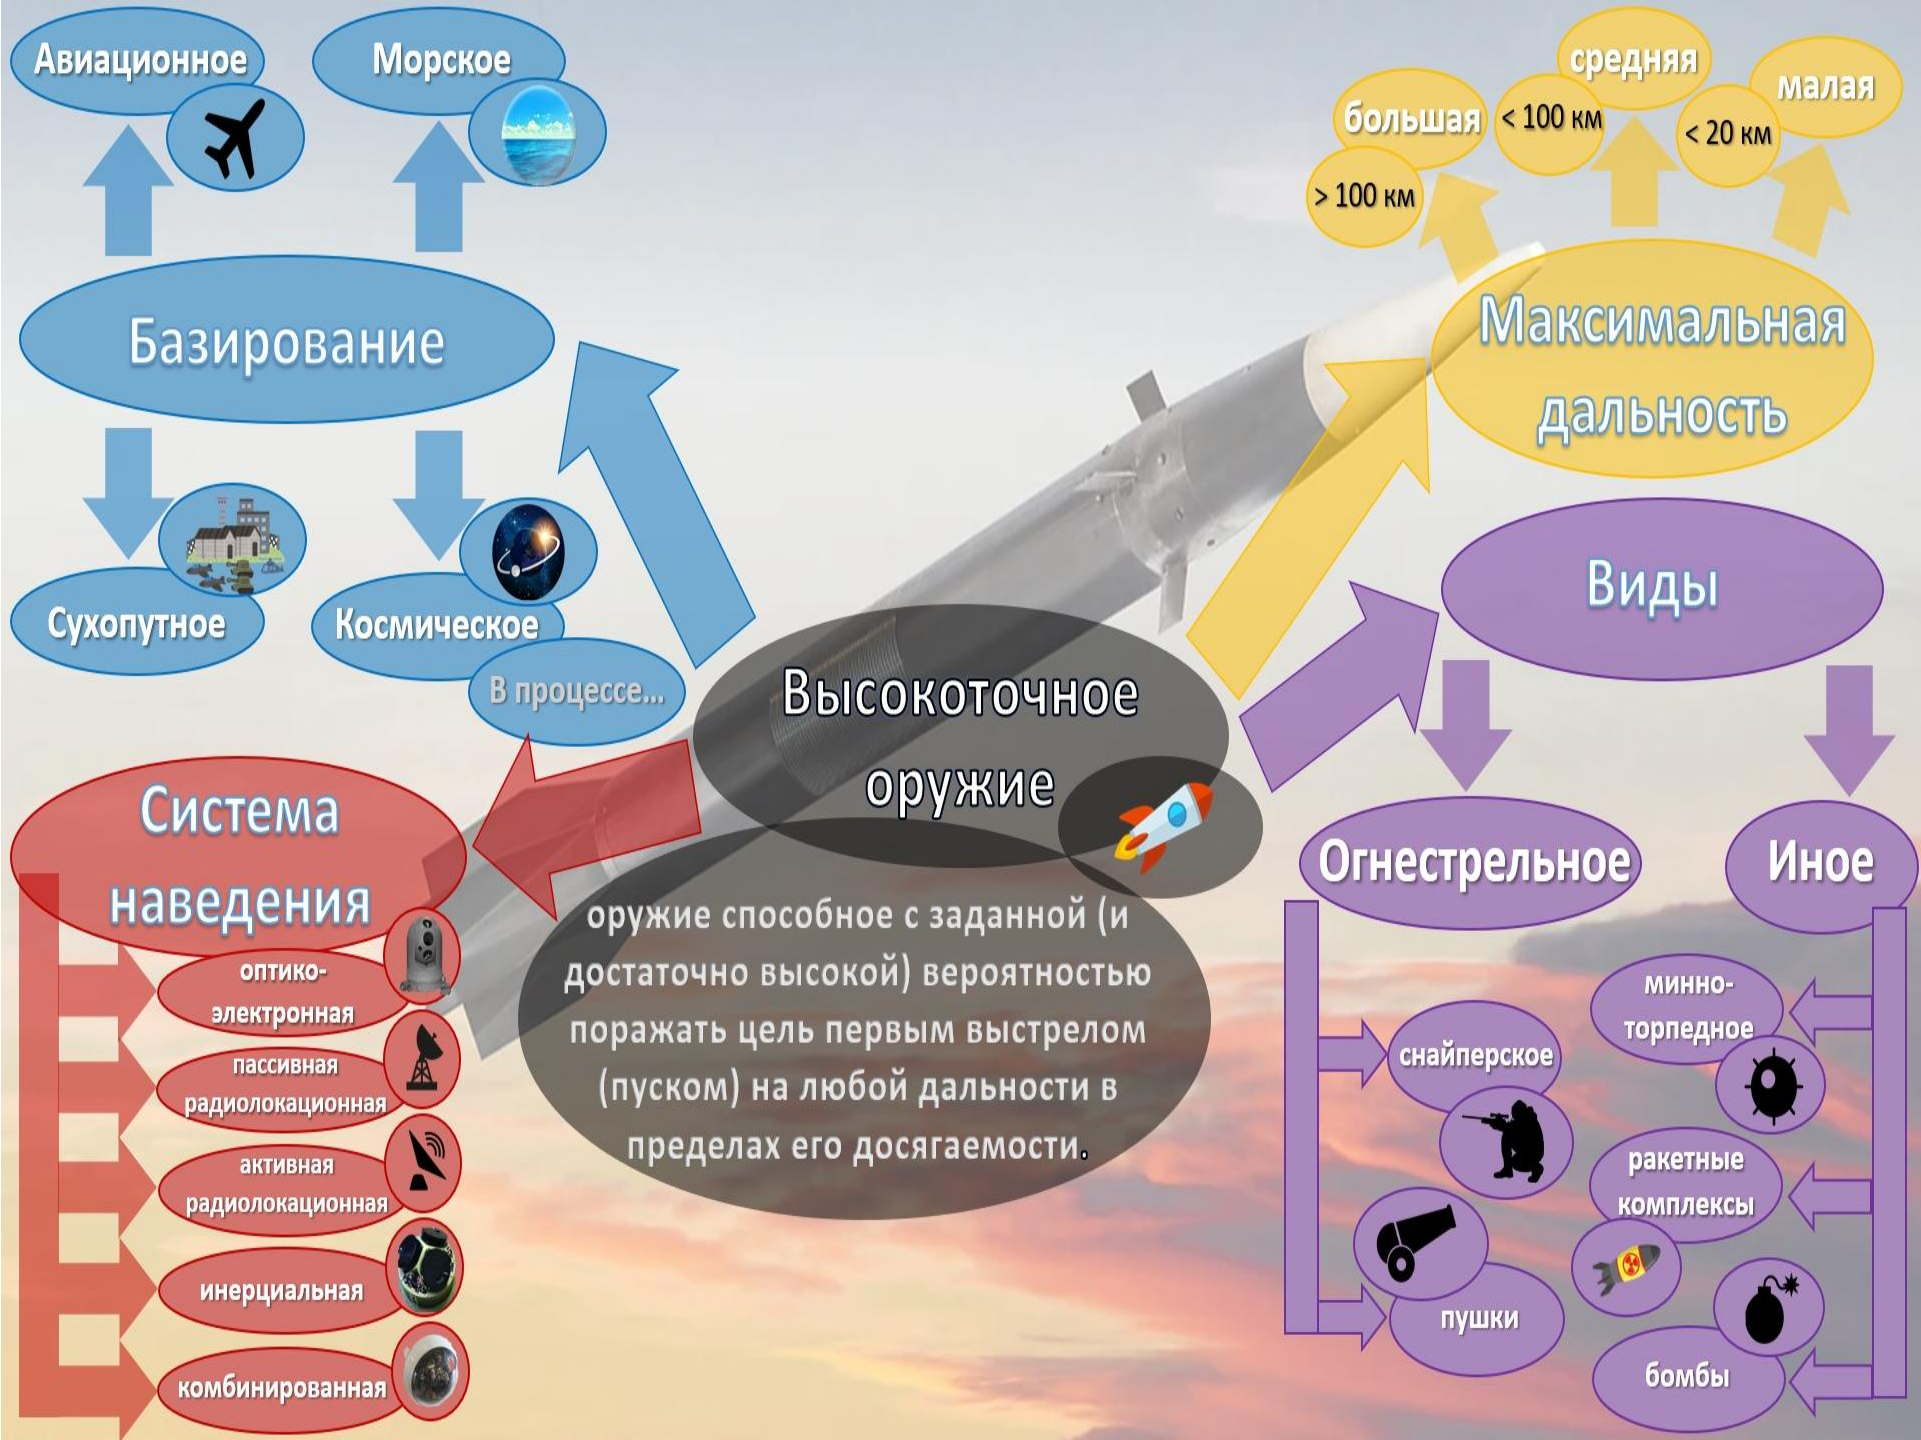 Авиационное
Морское
Базирование
Сухопутное
Космическое
В процессе...
средняя
малая
большая
< 100 км
< 20 км
> 100 км
Максимальная
дальность
Виды
Огнестрельное
Иное
снайперское
пушки
минно-
торпедное
ракетные
комплексы
бомбы
Высокоточное
оружие
оружие способное с заданной (и
достаточно высокой) вероятностью
поражать цель первым выстрелом
(пуском) на любой дальности в
пределах его досягаемости.
Система
наведения
оптико-
электронная
пассивная
радиолокационная
активная
радиолокационная
инерциальная
комбинированная